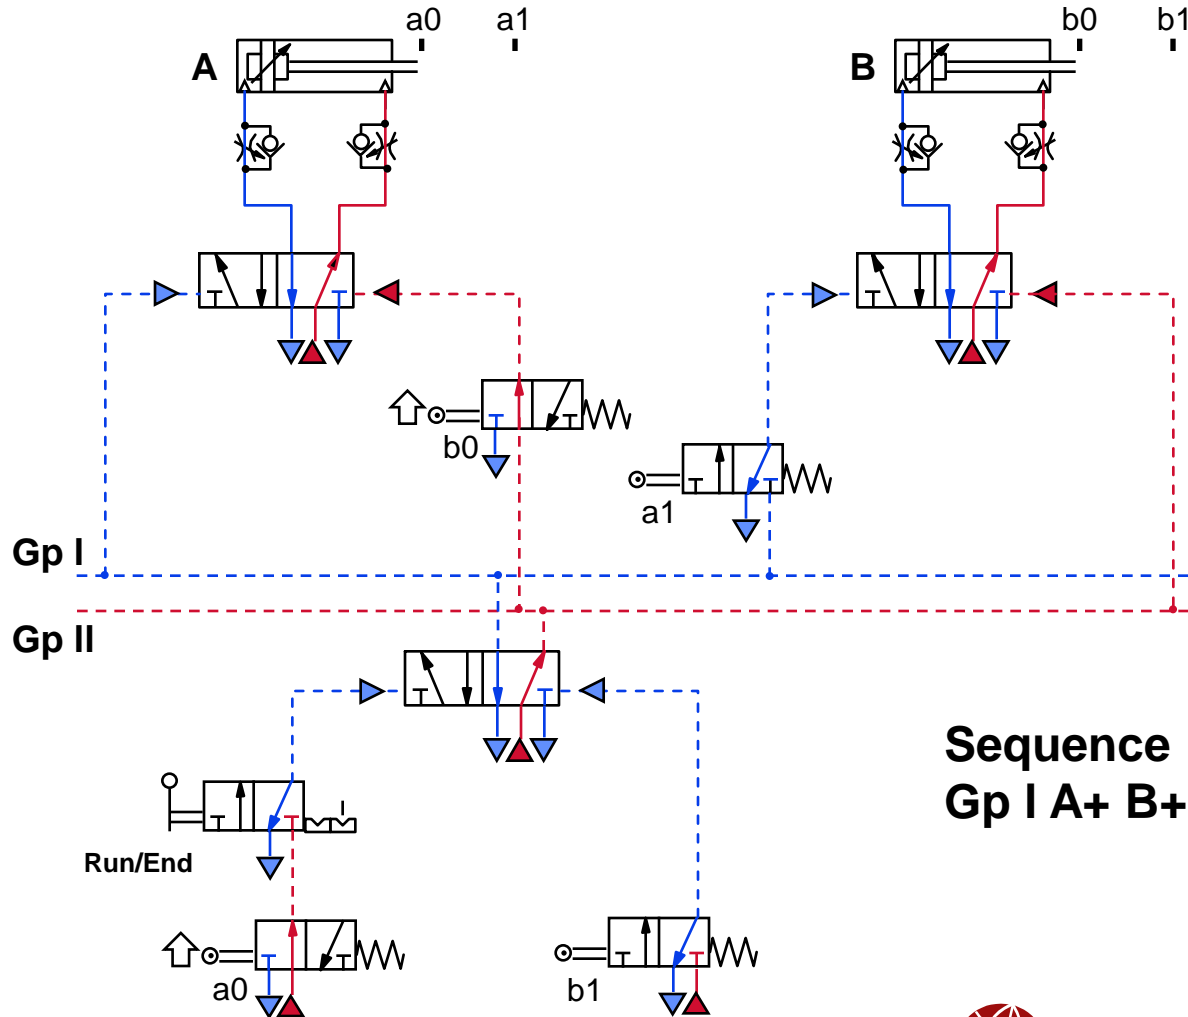 a0 a1 b0 b1
A B
b0
a1
Gp I
Gp II
Sequence
Gp I A+ B+
Run/End
a0 b1